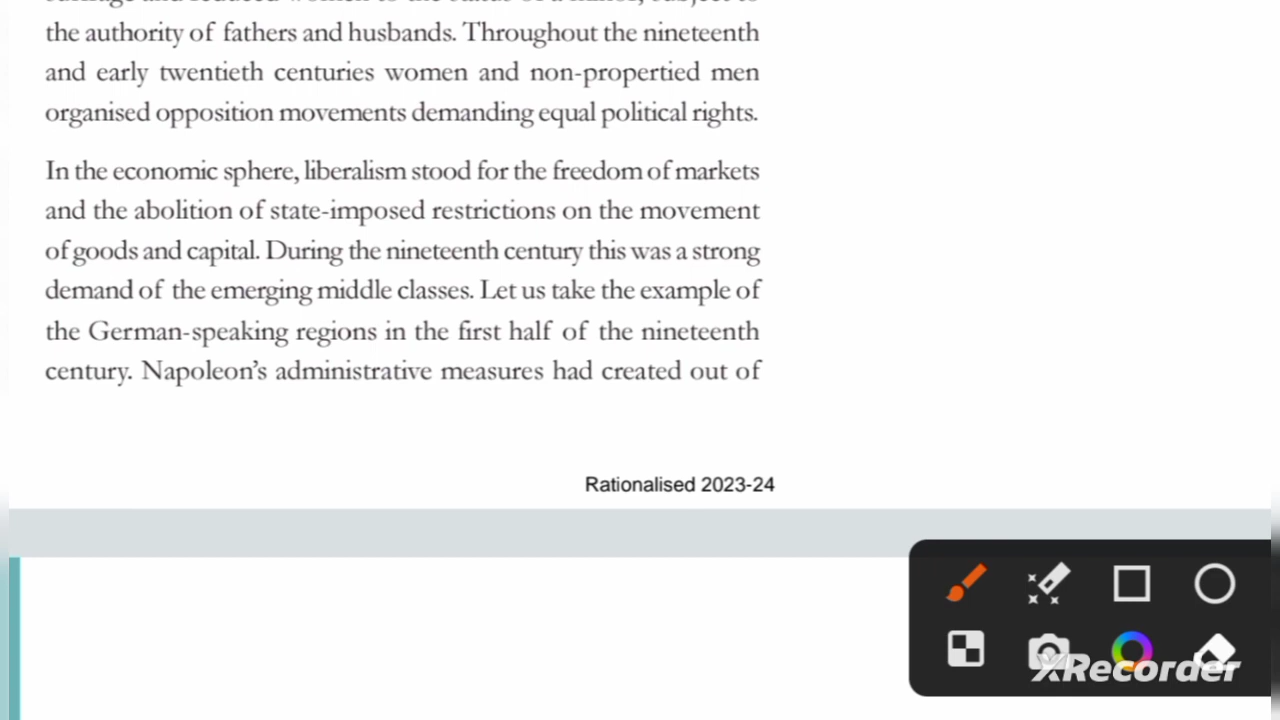 the authority of fathers and husbands. Throughout the nineteenth
and early twentieth centuries women and non-propertied men
organised opposition movements demanding equal political rights.
In the economic sphere, liberalism stood for the freedom of markets
and the abolition of state-imposed restrictions on the movement
of goods and capital. During the nineteenth century this was a strong
demand of the emerging middle classes. Let us take the example of
the German-speaking regions in the first half of the nineteenth
century. Napoleon’s administrative measures had created out of
Rationalised 2023-24
XRecorder